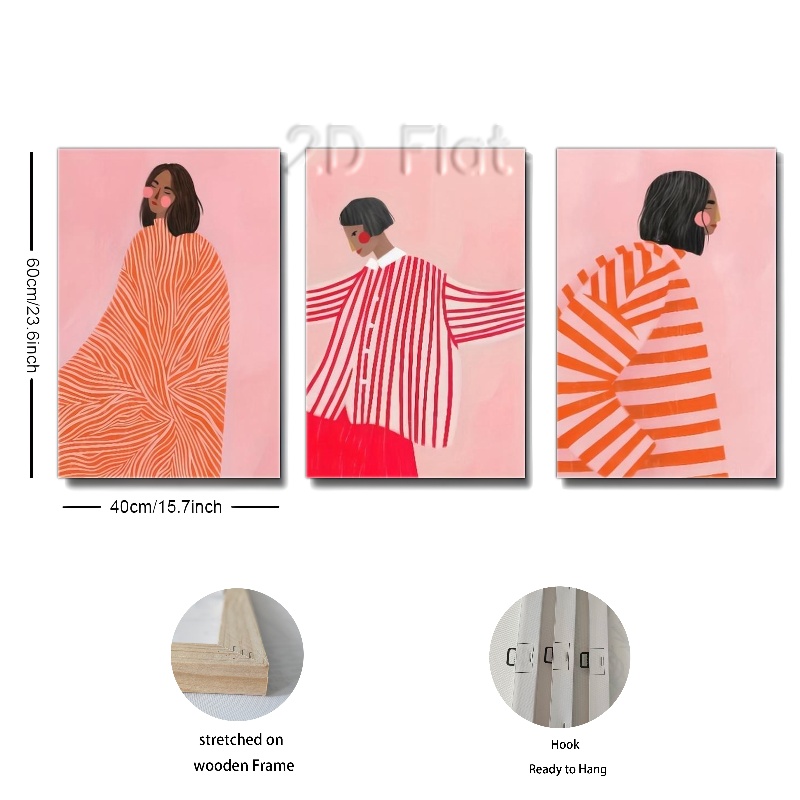 2D Flat
60cm/23.6inch
40cm/15.7inch
stretched on
wooden Frame
Hook
Ready to Hang